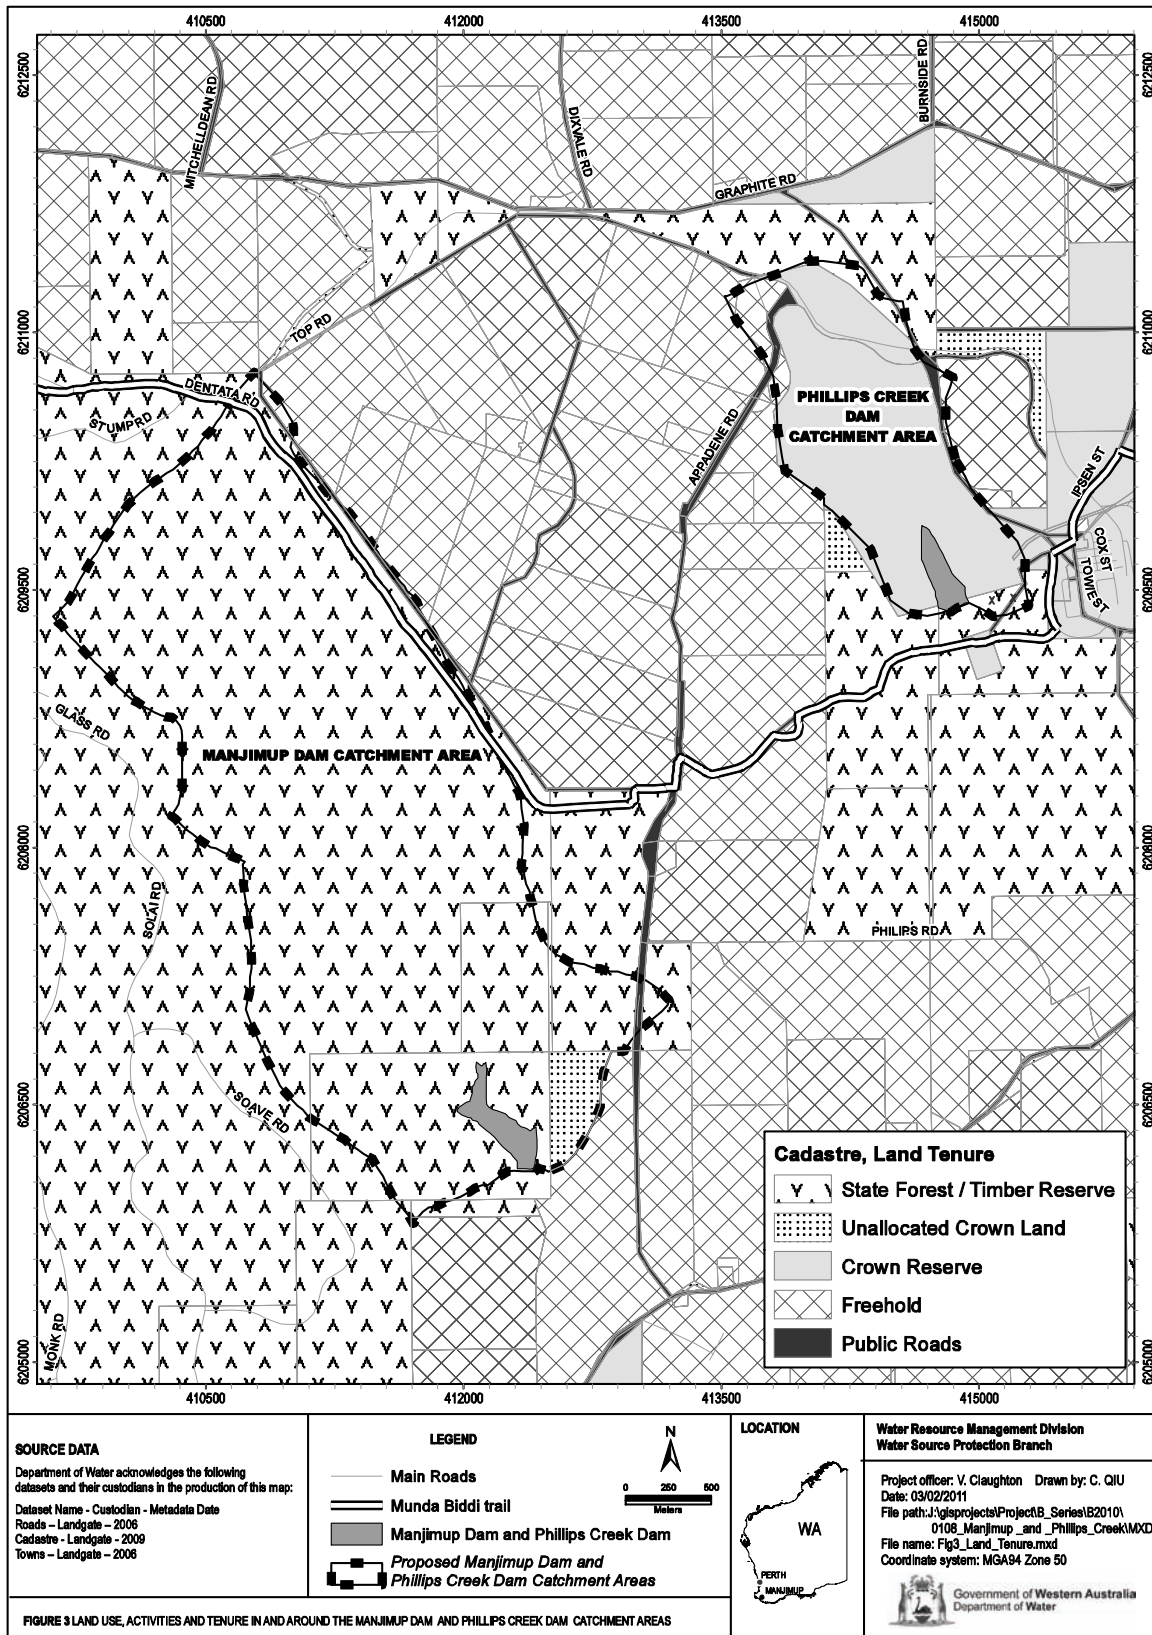 410500
412000
413500
415000
6212500
6212500
6211000
6211000
6209500
6209500
6208000
6208000
6206500
6206500
6205000
6205000
MITCHELLDEAN RD
DIXVALE RD
BURNSIDE RD
GRAPHITE RD
TOP RD
DENTATA RD
STUMP RD
PHILLIPS CREEK
DAM
CATCHMENT AREA
APPADENE RD
IPSEN ST
COX ST
TOWIE ST
GLASS RD
MANJIMUP DAM CATCHMENT AREA
SOLAI RD
PHILIPS RD
SOAVE RD
MONK RD
Cadastre, Land Tenure
State Forest / Timber Reserve
Unallocated Crown Land
Crown Reserve
Freehold
Public Roads
410500
412000
413500
415000
SOURCE DATA
Department of Water acknowledges the following
datasets and their custodians in the production of this map:
Dataset Name - Custodian - Metadata Date
Roads – Landgate – 2006
Cadastre - Landgate - 2009
Towns – Landgate – 2006
LEGEND
N
Main Roads
0 250 500
Meters
Munda Biddi trail
Manjimup Dam and Phillips Creek Dam
Proposed Manjimup Dam and
Phillips Creek Dam Catchment Areas
LOCATION
WA
PERTH
MANJIMUP
Water Resource Management Division
Water Source Protection Branch
Project officer: V. Claughton Drawn by: C. QIU
Date: 03/02/2011
File path:J:\gisprojects\Project\B_Series\B2010\
0108_Manjimup _and _Phillips_Creek\MXD
File name: Fig3_Land_Tenure.mxd
Coordinate system: MGA94 Zone 50
Government of Western Australia
Department of Water
FIGURE 3 LAND USE, ACTIVITIES AND TENURE IN AND AROUND THE MANJIMUP DAM AND PHILLIPS CREEK DAM CATCHMENT AREAS